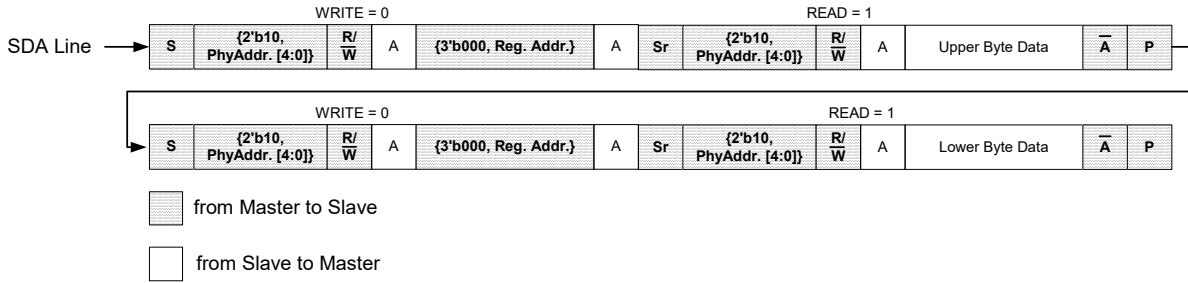 WRITE = 0 READ = 1
SDA Line S {2'b10, PhyAddr. [4:0]} R/W̅ A {3'b000, Reg. Addr.} A Sr {2'b10, PhyAddr. [4:0]} R/W̅ A Upper Byte Data A̅ P
WRITE = 0 READ = 1
S {2'b10, PhyAddr. [4:0]} R/W̅ A {3'b000, Reg. Addr.} A Sr {2'b10, PhyAddr. [4:0]} R/W̅ A Lower Byte Data A̅ P
from Master to Slave
from Slave to Master